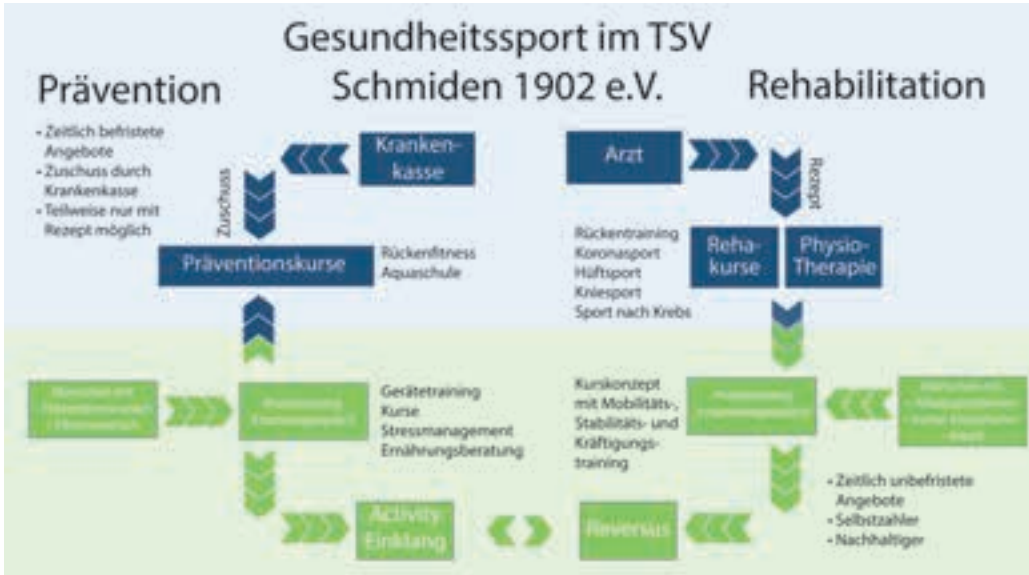 Gesundheitssport im TSV
Schmiden 1902 e.V.
Prävention
• Zeitlich befristete
Angebote
• Zuschuss durch
Krankenkasse
• Teilweise nur mit
Rezept möglich
Kranken-
kasse
Zuschuss
Präventionskurse
Rückenfitness
Aquaschule
Rehabilitation
Arzt
Rezept
Rückentraining
Koronasport
Hüftsport
Kniesport
Sport nach Krebs
Reha-
kurse
Physio-
Therapie
Gerätetraining
Kurse
Stressmanagement
Ernährungsberatung
Activity
Einklang
Kurskonzept
mit Mobilitäts-,
Stabilitäts- und
Kräftigungs-
training
Reversus
• Zeitlich unbefristete
Angebote
• Selbstzahler
• Nachhaltiger